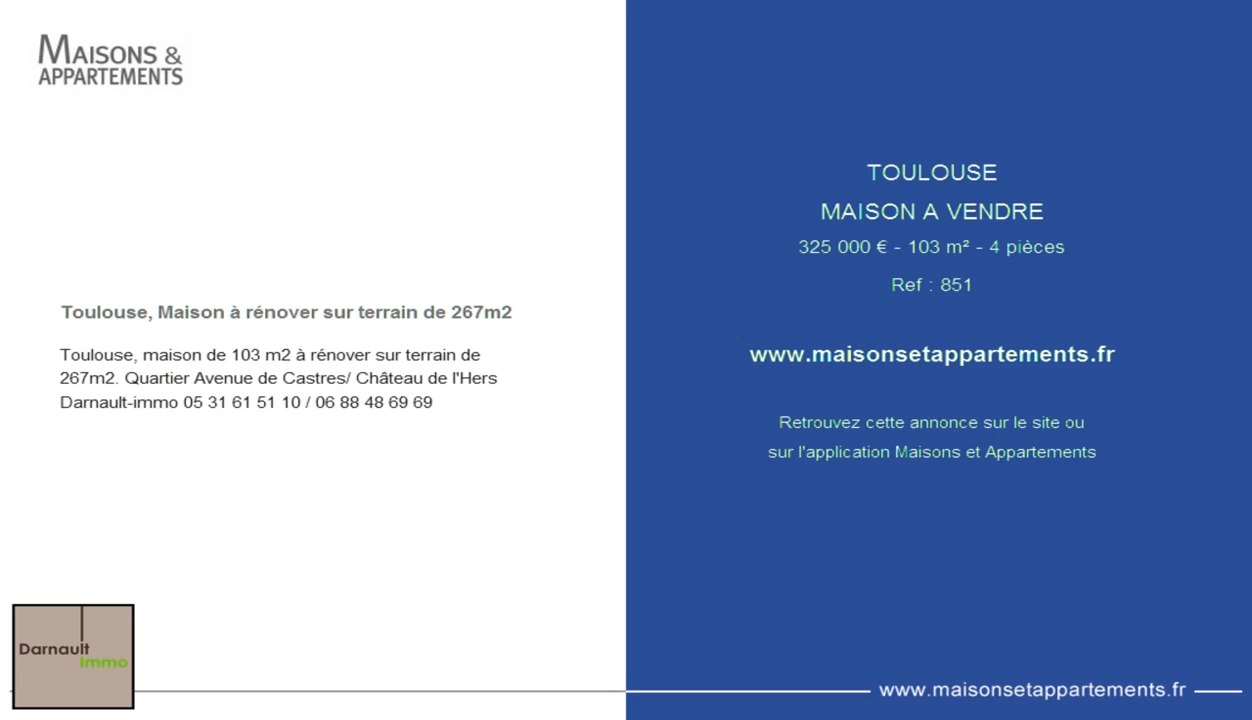 MAISONS &
APPARTEMENTS
Toulouse, Maison à rénover sur terrain de 267m2
Toulouse, maison de 103 m2 à rénover sur terrain de
267m2. Quartier Avenue de Castres/ Château de l'Hers
Darnault-immo 05 31 61 51 10 / 06 88 48 69 69
Darnault
Immo
TOULOUSE
MAISON A VENDRE
325 000 € - 103 m² - 4 pièces
Ref : 851
www.maisonsetappartements.fr
Retrouvez cette annonce sur le site ou
sur l'application Maisons et Appartements
www.maisonsetappartements.fr